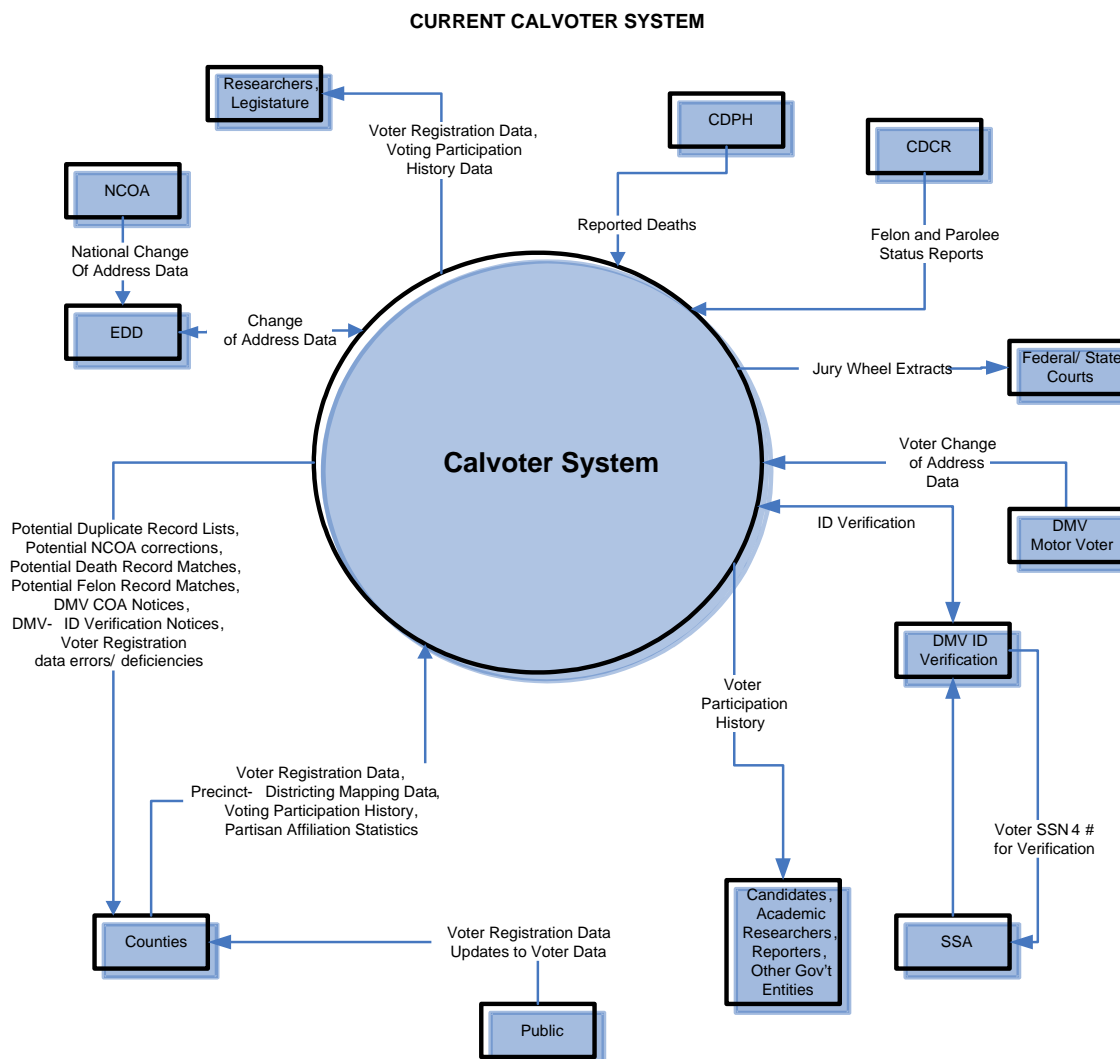 CURRENT CALVOTER SYSTEM
Researchers,
Legistature
Voter Registration Data,
Voting Participation
History Data
CDPH
CDCR
NCOA
Reported Deaths
National Change
Of Address Data
Felon and Parolee
Status Reports
EDD
Change
of Address Data
Jury Wheel Extracts
Federal/ State
Courts
Calvoter System
Voter Change
of Address
Data
ID Verification
DMV
Motor Voter
Potential Duplicate Record Lists,
Potential NCOA corrections,
Potential Death Record Matches,
Potential Felon Record Matches,
DMV COA Notices,
DMV- ID Verification Notices,
Voter Registration
data errors/ deficiencies
DMV ID
Verification
Voter
Participation
History
Voter Registration Data,
Precinct- Districting Mapping Data,
Voting Participation History,
Partisan Affiliation Statistics
Voter SSN 4 #
for Verification
Counties
Voter Registration Data
Updates to Voter Data
Candidates,
Academic
Researchers,
Reporters,
Other Gov't
Entities
SSA
Public